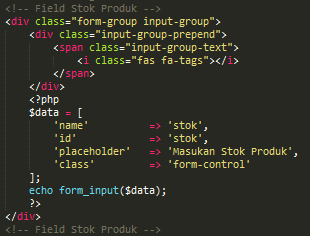 <!-- Field Stok Produk -->
<div class="form-group input-group">
    <div class="input-group-prepend">
        <span class="input-group-text">
            <i class="fas fa-tags"></i>
        </span>
    </div>
    <?php
    $data = [
        'name'          => 'stok',
        'id'            => 'stok',
        'placeholder'   => 'Masukan Stok Produk',
        'class'         => 'form-control'
    ];
    echo form_input($data);
    ?>
</div>
<!-- Field Stok Produk -->